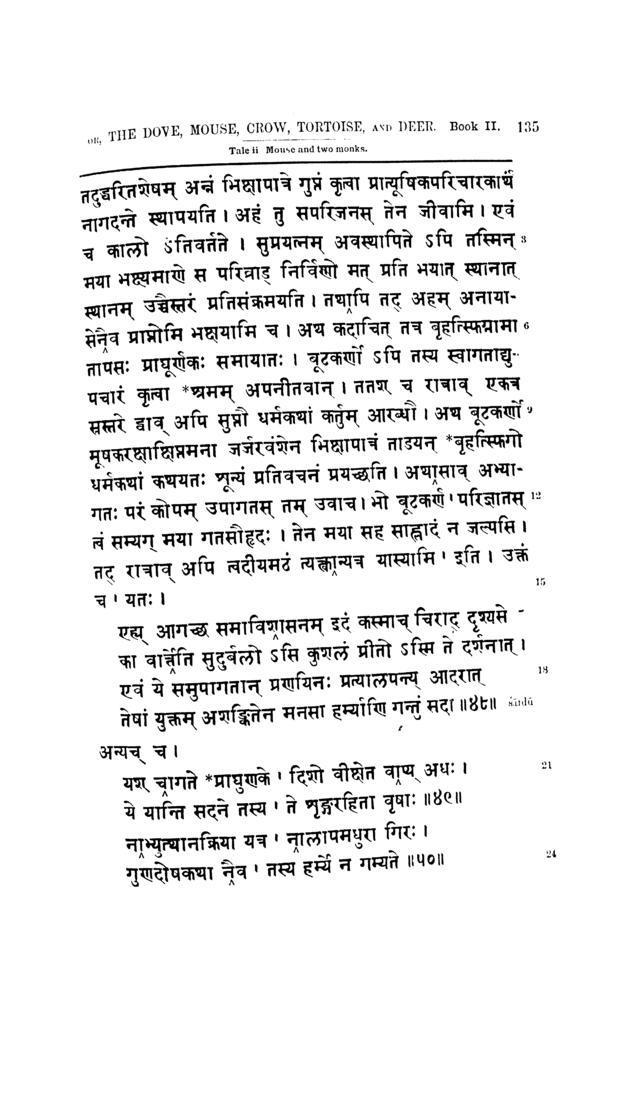 OR, THE DOVE, MOUSE, CROW, TORTOISE, AND DEER. Book II. 135
Tale ii Mouse and two monks.
तदुद्धरितशेषम् अन्नं भिक्षापात्रे गुप्तं कृत्वा प्रात्यूषिकपरिचारकार्थं
नागदन्ते स्थापयति । अहं तु सपरिजनस् तेन जीवामि । एवं
च कालो ऽतिवर्तते । सुप्रयत्नम् अवस्थापिते ऽपि तस्मिन् 3
मया भक्ष्यमाणे स परिव्राड् निर्विणो मत् प्रति भयात् स्थानात्
स्थानम् उच्चैस्तरं प्रतिसंक्रमयति । तथापि तद् अहम् अनाया-
सेनैव प्राप्नोमि भक्षयामि च । अथ कदाचित् तत्र बृहत्स्फिग्नामा 6
तापसः प्राघूर्णकः समायातः । बूटकर्णो ऽपि तस्य स्वागताद्यु-
पचारं कृत्वा *श्रमम् अपनीतवान् । ततश् च रात्राव् एकत्र
स्रस्तरे द्वाव् अपि सुप्तौ धर्मकथां कर्तुम् आरब्धौ । अथ बूटकर्णो 9
मूषकरक्षाक्षिप्तमना जर्जरवंशेन भिक्षापात्रं ताडयन् *बृहत्स्फिगो
धर्मकथां कथयतः शून्यं प्रतिवचनं प्रयच्छति । अथासाव् अभ्या-
गतः परं कोपम् उपागतस् तम् उवाच । भो बूटकर्ण ' परिज्ञातस् 12
त्वं सम्यग् मया गतसौहृदः । तेन मया सह साह्लादं न जल्पसि ।
तद् रात्राव् अपि त्वदीयमठं त्यक्त्वान्यत्र यास्यामि ' इति । उक्तं
च ' यतः । 15
एह्य् आगच्छ समाविशासनम् इदं कस्माच् चिराद् दृश्यसे
का वार्त्तेति सुदुर्बलो ऽसि कुशलं प्रीतो ऽस्मि ते दर्शनात् ।
एवं ये समुपागतान् प्रणयिनः प्रत्यालपन्त्य् आदरात् 18
तेषां युक्तम् अशङ्कितेन मनसा हर्म्याणि गन्तुं सदा ॥४८॥ śārdū
अन्यच् च ।
यश् चागते *प्राघुणके ' दिशो वीक्षेत वाप्य् अधः । 21
ये यान्ति सदने तस्य ' ते शृङ्गरहिता वृषाः ॥४९॥
नाभ्युत्थानक्रिया यत्र ' नालापमधुरा गिरः ।
गुणदोषकथा नैव ' तस्य हर्म्ये न गम्यते ॥५०॥ 24